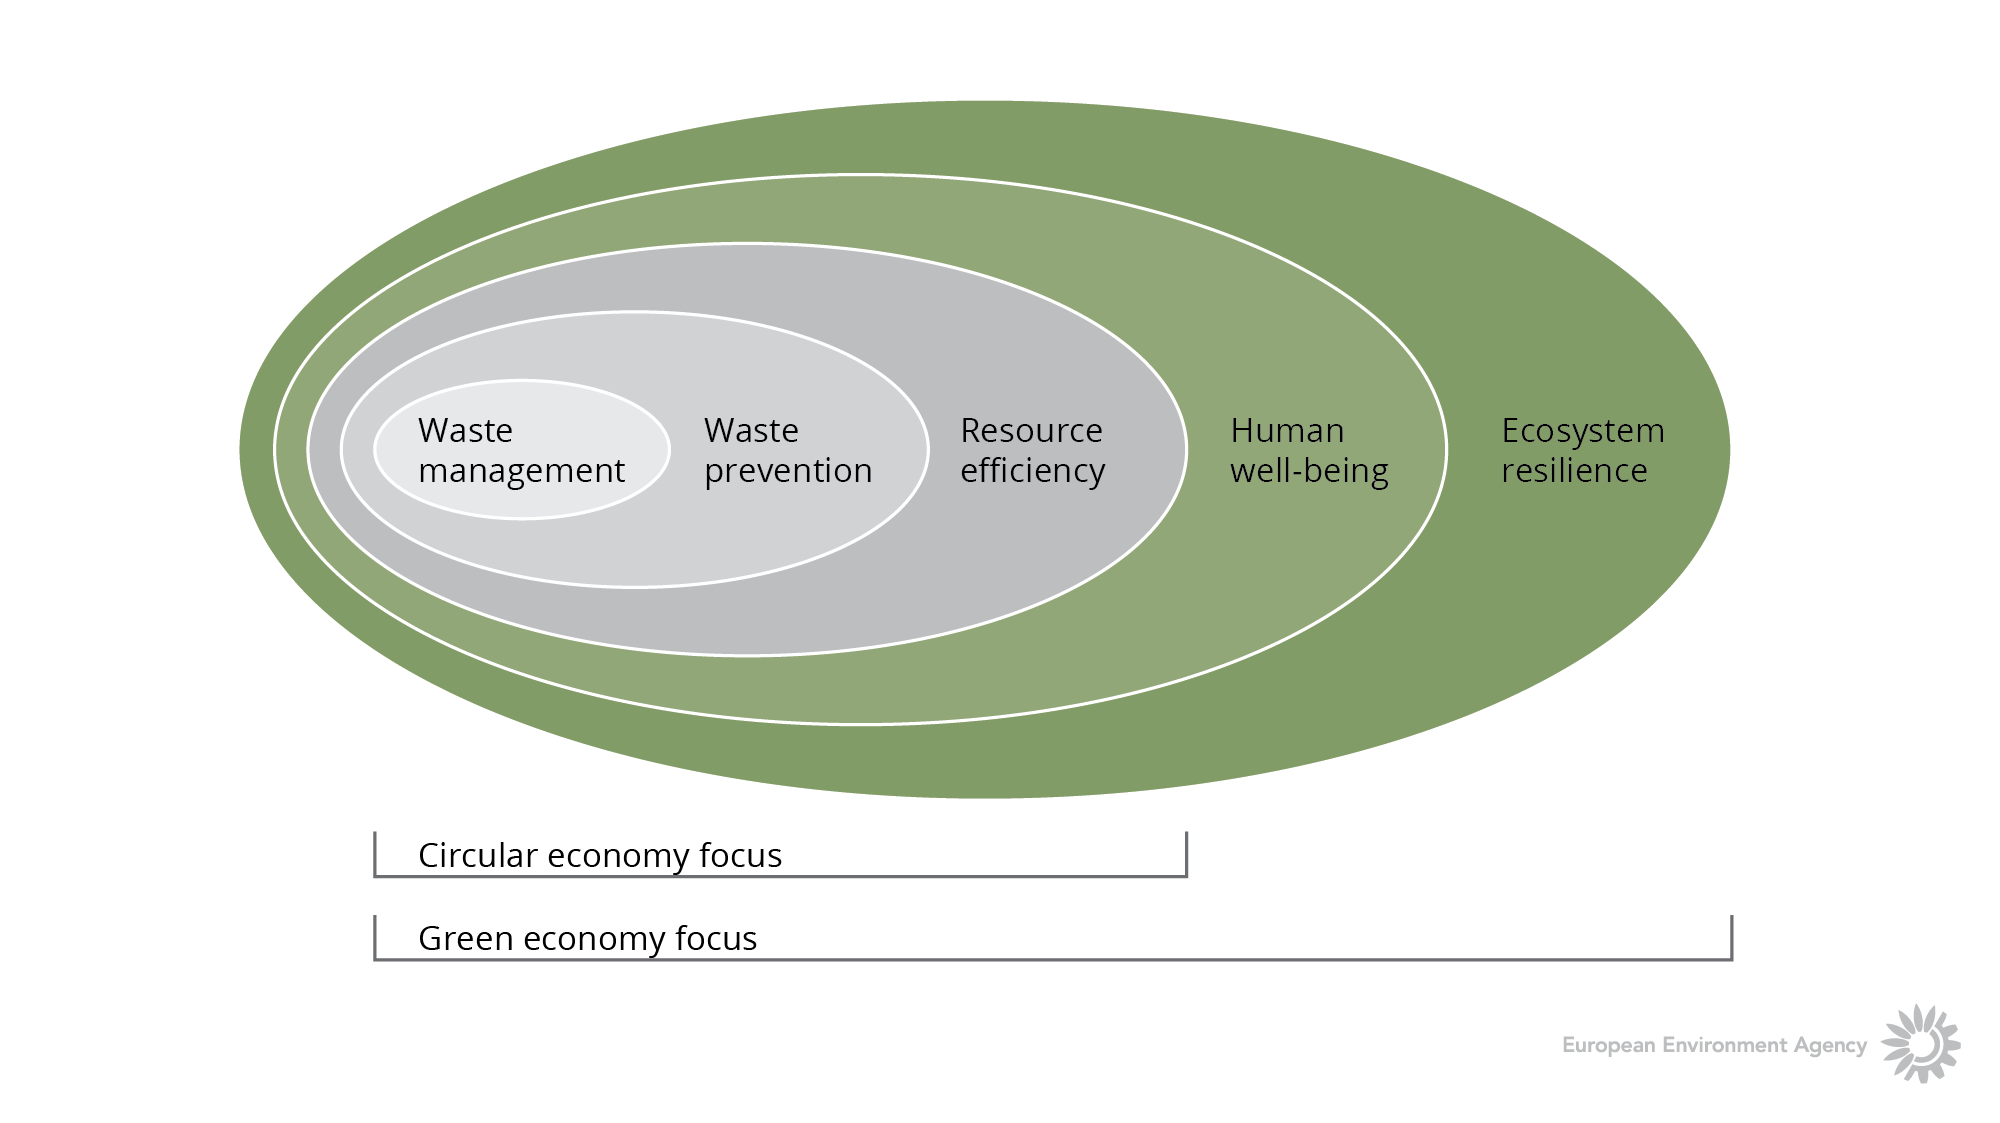 Waste
management
Waste
prevention
Resource
efficiency
Human
well-being
Ecosystem
resilience
Circular economy focus
Green economy focus
European Environment Agency